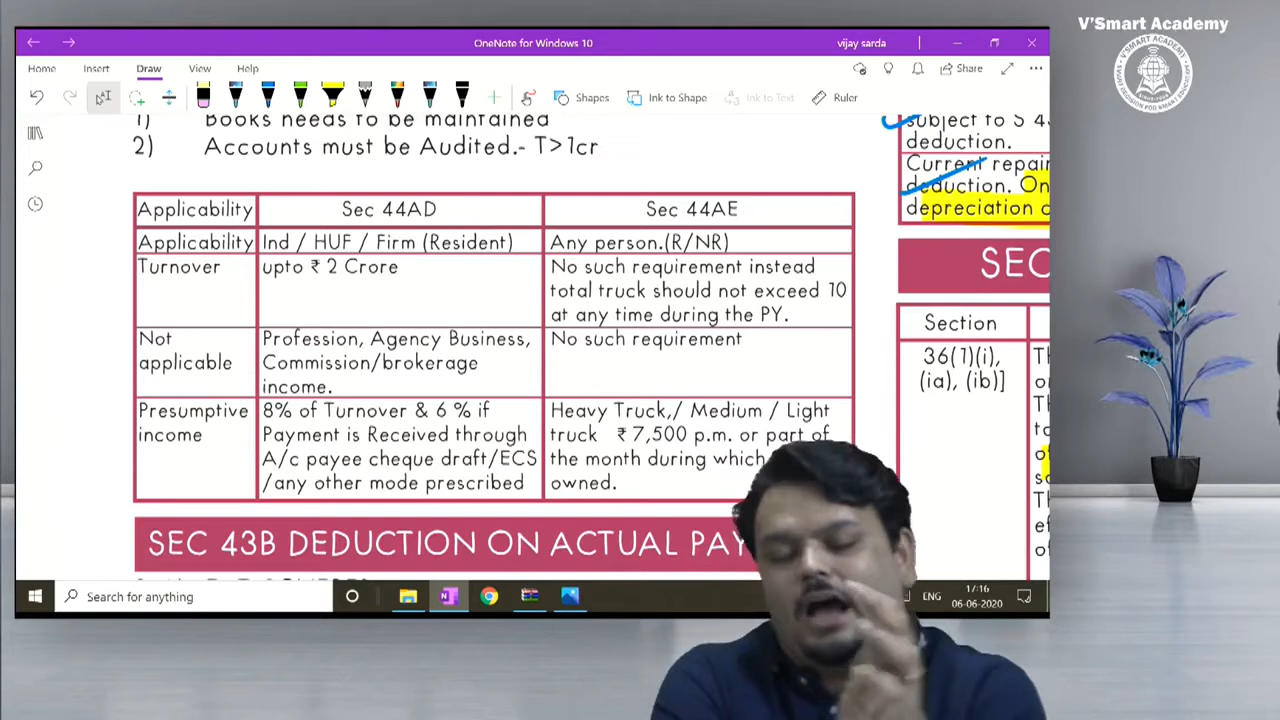 V'Smart Academy
OneNote for Windows 10
vijay sarda
Home Insert Draw View Help
Share
Shapes
Ink to Shape
Ink to Text
Ruler
1) Books needs to be maintained
2) Accounts must be Audited.- T>1cr
Applicability Sec 44AD Sec 44AE
Applicability Ind / HUF / Firm (Resident) Any person.(R/NR)
Turnover upto ₹ 2 Crore No such requirement instead
total truck should not exceed 10
at any time during the PY.
Not Profession, Agency Business, No such requirement
applicable Commission/brokerage
income.
Presumptive 8% of Turnover & 6 % if Heavy Truck,/ Medium / Light
income Payment is Received through truck ₹ 7,500 p.m. or part of
A/c payee cheque draft/ECS the month during which
/any other mode prescribed owned.
SEC 43B DEDUCTION ON ACTUAL PAY
subject to S 4
deduction.
Current repair
deduction. On
depreciation
SEC
Section
36(1)(i),
(ia), (ib)]
Search for anything
ENG
17:16
06-06-2020